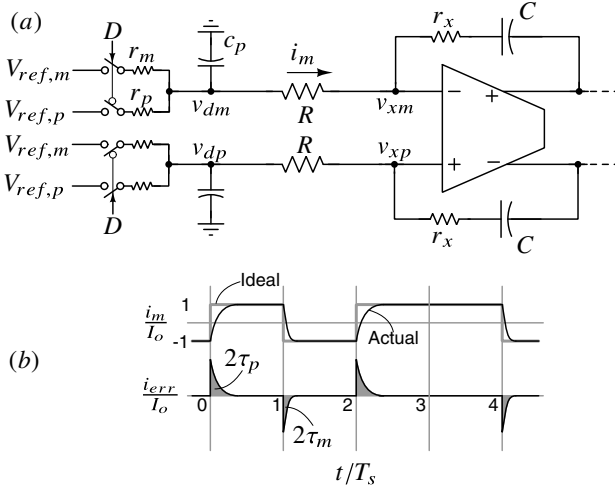 (a)
D
r_m
c_p
i_m
r_x
C
V_{ref,m}
V_{ref,p}
r_p
v_{dm}
R
v_{xm}
− +
V_{ref,m}
V_{ref,p}
v_{dp}
R
v_{xp}
+ −
D
r_x
C
(b)
Ideal
1
i_m/I_o
-1
Actual
2τ_p
i_{err}/I_o
0 1 2 3 4
2τ_m
t/T_s